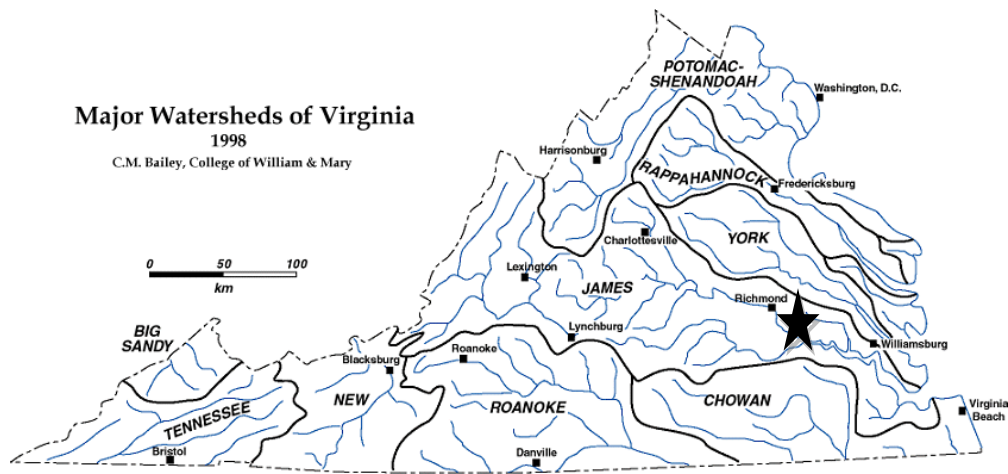 Major Watersheds of Virginia
1998
C.M. Bailey, College of William & Mary
0 50 100
km
POTOMAC-
SHENANDOAH
Washington, D.C.
Harrisonburg
RAPPAHANNOCK
Fredericksburg
Charlottesville
YORK
Lexington
JAMES
Richmond
BIG
SANDY
Lynchburg
Williamsburg
Blacksburg
Roanoke
NEW
ROANOKE
CHOWAN
TENNESSEE
Virginia
Beach
Bristol
Danville